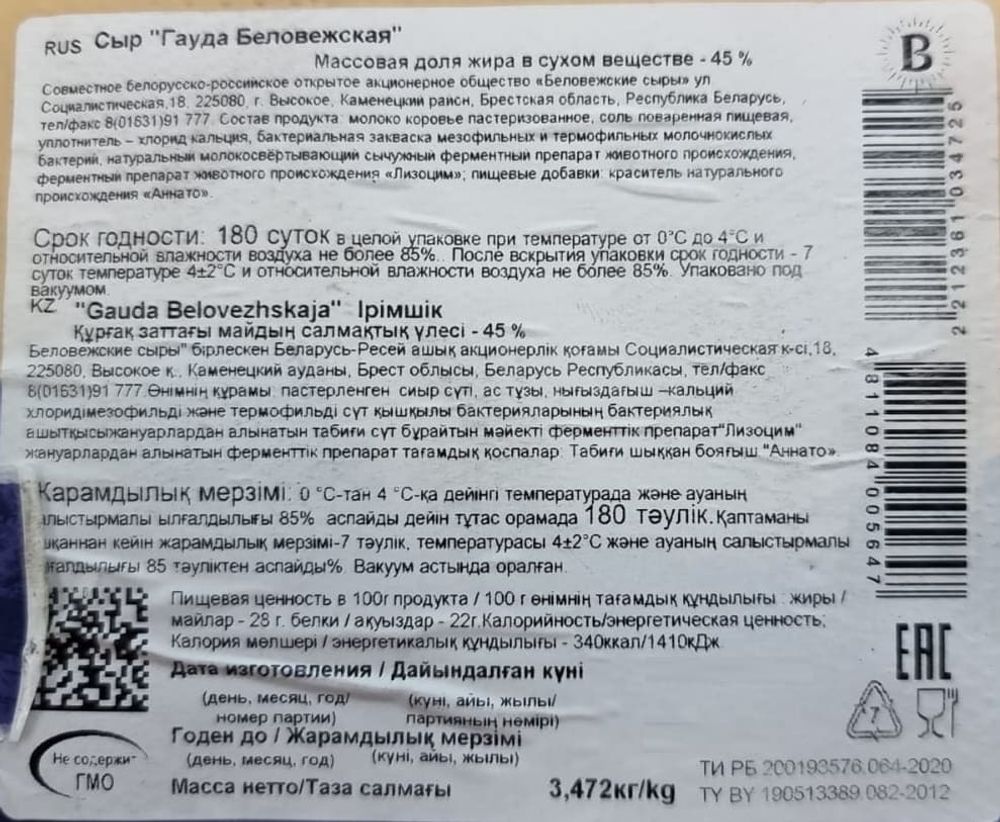 RUS Сыр "Гауда Беловежская"
Массовая доля жира в сухом веществе - 45 %
Совместное белорусско-российское открытое акционерное общество «Беловежские сыры» ул
Социалистическая,18, 225080, г. Высокое, Каменецкий район, Брестская область, Республика Беларусь,
тел/факс 8(01631)91 777. Состав продукта: молоко коровье пастеризованное, соль поваренная пищевая,
уплотнитель – хлорид кальция, бактериальная закваска мезофильных и термофильных молочнокислых
бактерий, натуральный молокосвёртывающий сычужный ферментный препарат животного происхождения,
ферментный препарат животного происхождения «Лизоцим»; пищевые добавки: краситель натурального
происхождения «Аннато».
Срок годности: 180 суток в целой упаковке при температуре от 0°С до 4°С и
относительной влажности воздуха не более 85%.. После вскрытия упаковки срок годности - 7
суток температуре 4±2°С и относительной влажности воздуха не более 85%. Упаковано под
вакуумом.
KZ "Gauda Belovezhskaja" Ірімшік
Құрғақ заттағы майдың салмақтық үлесі - 45 %
Беловежские сыры" бірлескен Беларусь-Ресей ашық акционерлік қоғамы Социалистическая к-сі,18,
225080, Высокое қ., Каменецкий ауданы, Брест облысы, Беларусь Республикасы, тел/факс
8(01631)91 777.Өнімнің құрамы: пастерленген сиыр сүті, ас тұзы, нығыздағыш –кальций
хлоридімезофильді және термофильді сүт қышқылы бактерияларының бактериялық
ашытқысыжануарлардан алынатын табиғи сүт бұрайтын мәйекті ферменттік препарат"Лизоцим"
жануарлардан алынатын ферменттік препарат тағамдық қоспалар: Табиғи шыққан бояғыш "Аннато».
Қарамдылық мерзімі: 0 °С-тан 4 °С-қа дейінгі температурада және ауаның
лыстырмалы ылғалдылығы 85% аспайды дейін тұтас орамада 180 тәулік. Қаптаманы
қаннан кейін жарамдылық мерзімі-7 тәулік, температурасы 4±2°С және ауаның салыстырмалы
ғалдылығы 85 тәуліктен аспайды%. Вакуум астында оралған.
Пищевая ценность в 100г продукта / 100 г өнімнің тағамдық құндылығы : жиры /
майлар - 28 г. белки / ақуыздар - 22г.Калорийность/энергетическая ценность;
Калория мөлшері / энергетикалық құндылығы - 340ккал/1410кДж
Дата изготовления / Дайындалған күні
(день, месяц, год/ (күні, айы, жылы/
номер партии) партияның нөмірі)
Годен до / Жарамдылық мерзімі
(день, месяц, год) (күні, айы, жылы)
Масса нетто/Таза салмағы 3,472кг/kg
Не содержит
ГМО
В
2 212361 034725
4 811084 005647
ЕАС
7
ТИ РБ 200193576.064-2020
ТУ BY 190513389.082-2012